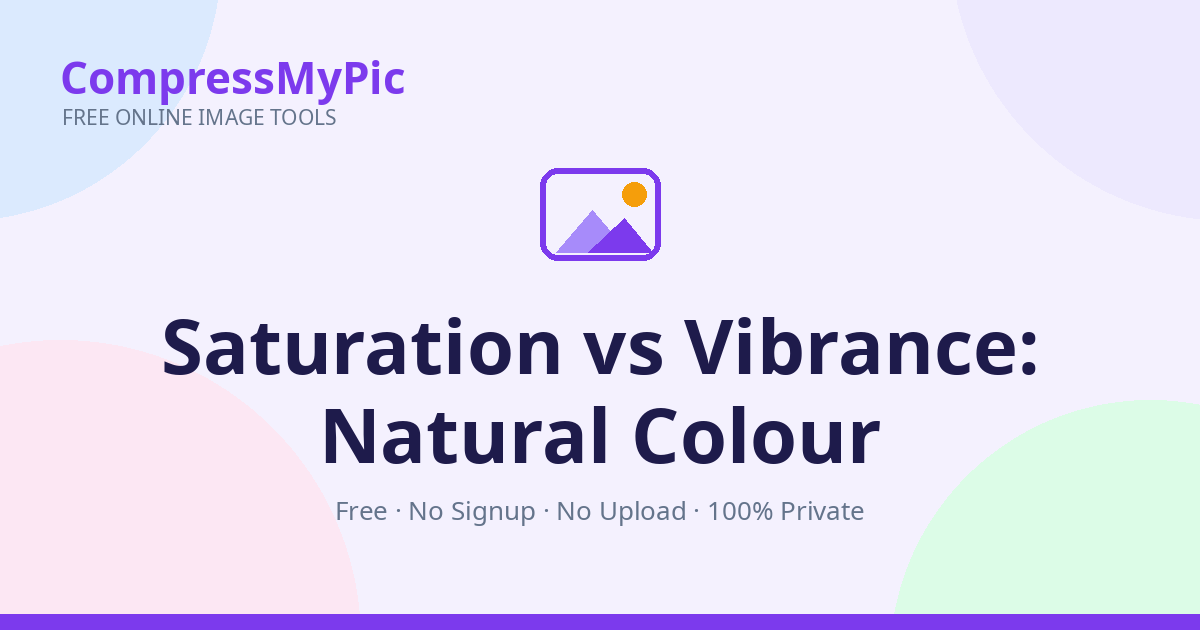 CompressMyPic
FREE ONLINE IMAGE TOOLS
Saturation vs Vibrance:
Natural Colour
Free · No Signup · No Upload · 100% Private